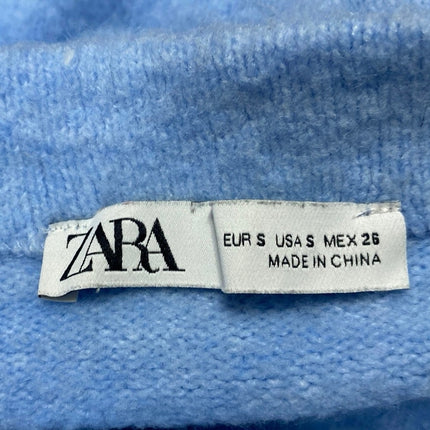 ZARA
EUR S USA S MEX 26
MADE IN CHINA